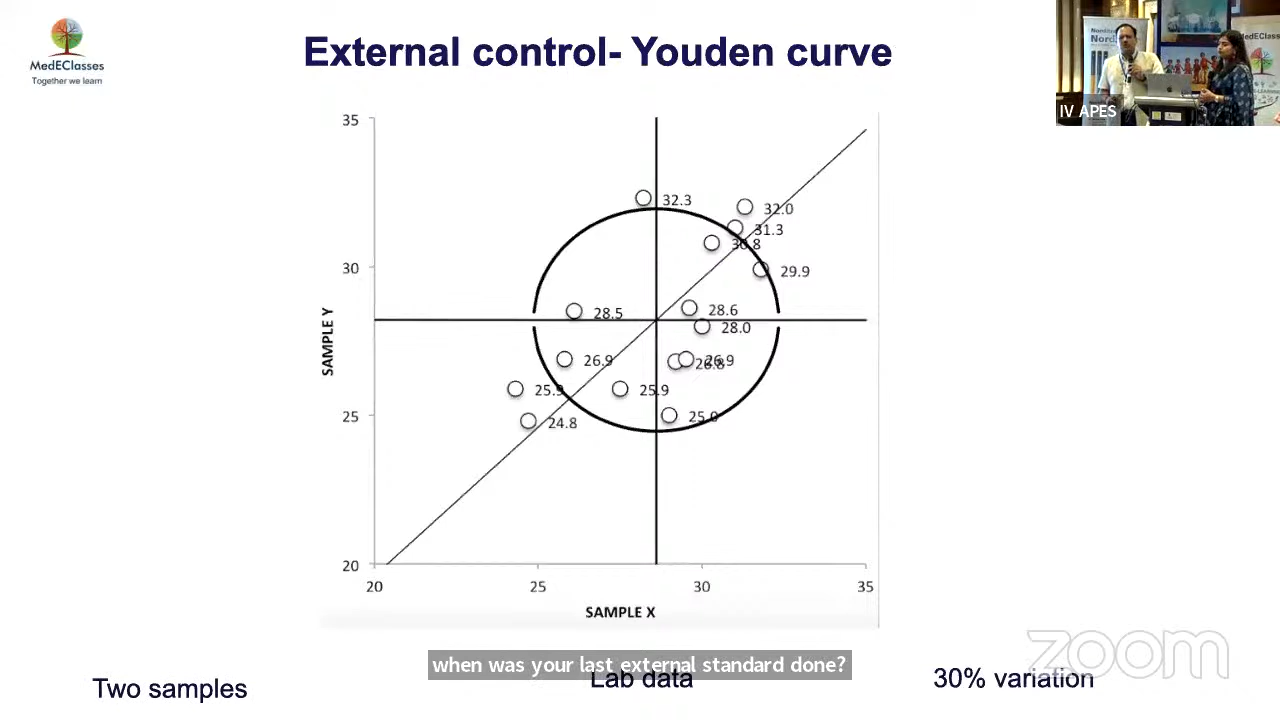 MedEClasses
Together we learn
External control- Youden curve
IV APES
35
30
25
20
SAMPLE Y
32.3
32.0
31.3
30.8
29.9
28.5
28.6
28.0
26.9
26.8
26.9
25.9
25.9
24.8
25.0
20
25
30
35
SAMPLE X
when was your last external standard done?
Two samples
Lab data
30% variation
zoom